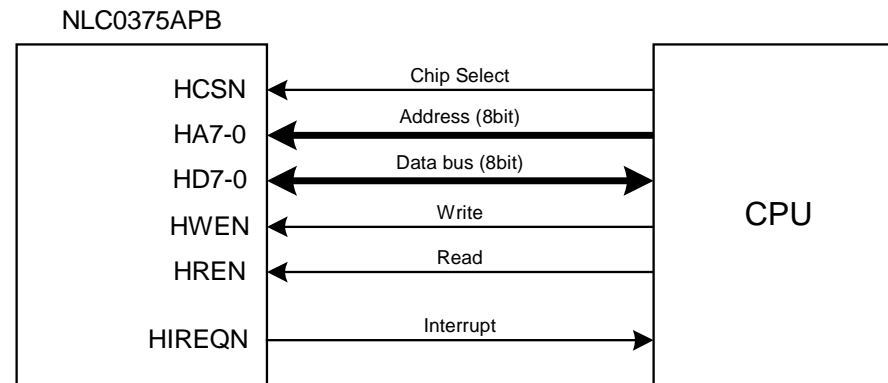 NLC0375APB
HCSN Chip Select
HA7-0 Address (8bit)
HD7-0 Data bus (8bit)
HWEN Write
CPU
HREN Read
HIREQN Interrupt